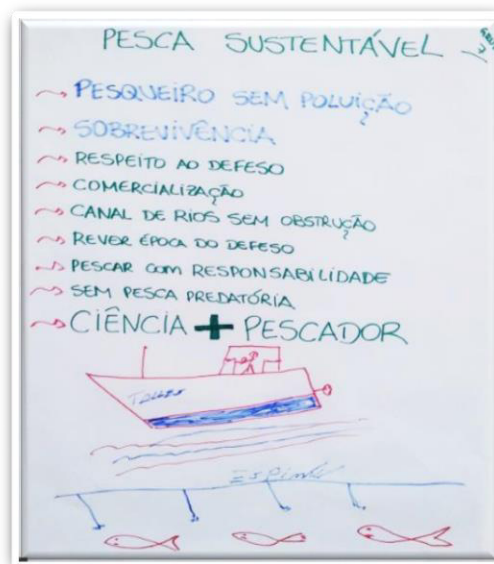 PESCA SUSTENTÁVEL
PESQUEIRO SEM POLUIÇÃO
SOBREVIVÊNCIA
RESPEITO AO DEFESO
COMERCIALIZAÇÃO
CANAL DE RIOS SEM OBSTRUÇÃO
REVER ÉPOCA DO DEFESO
PESCAR COM RESPONSABILIDADE
SEM PESCA PREDATÓRIA
CIÊNCIA + PESCADOR